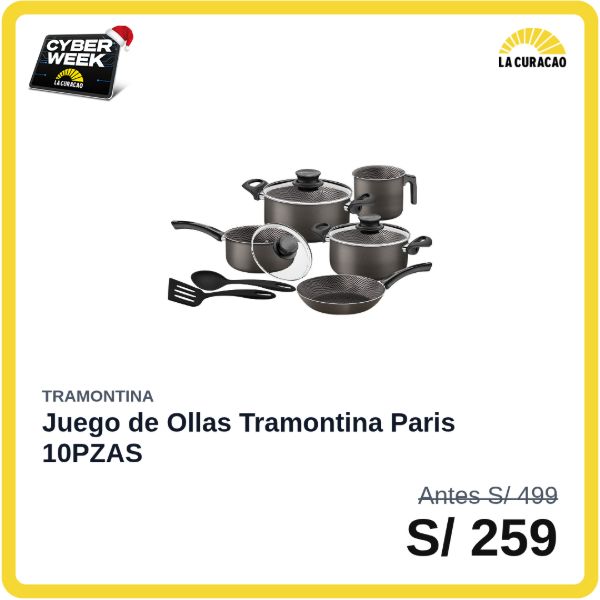 CYBER
WEEK
LA CURACAO
LA CURACAO
TRAMONTINA
Juego de Ollas Tramontina Paris
10PZAS
Antes S/ 499
S/ 259